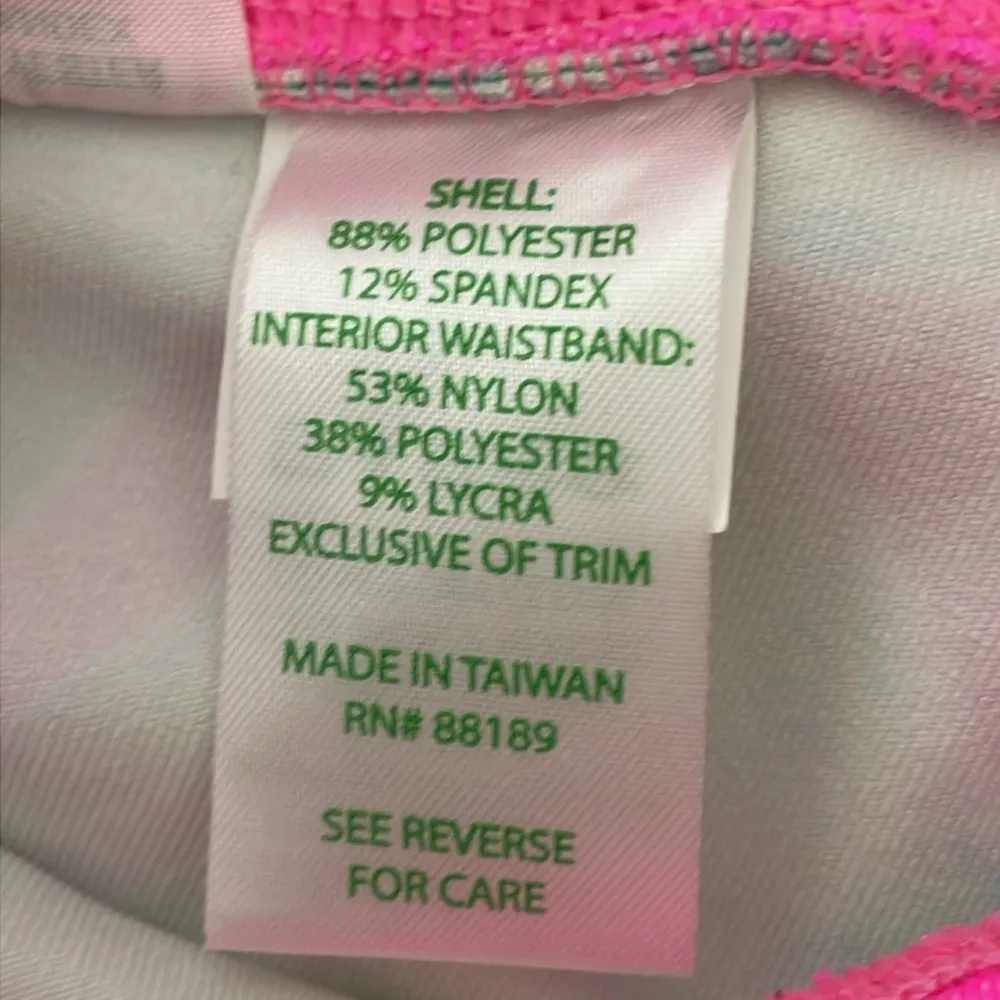 SHELL:
88% POLYESTER
12% SPANDEX
INTERIOR WAISTBAND:
53% NYLON
38% POLYESTER
9% LYCRA
EXCLUSIVE OF TRIM
MADE IN TAIWAN
RN# 88189
SEE REVERSE
FOR CARE